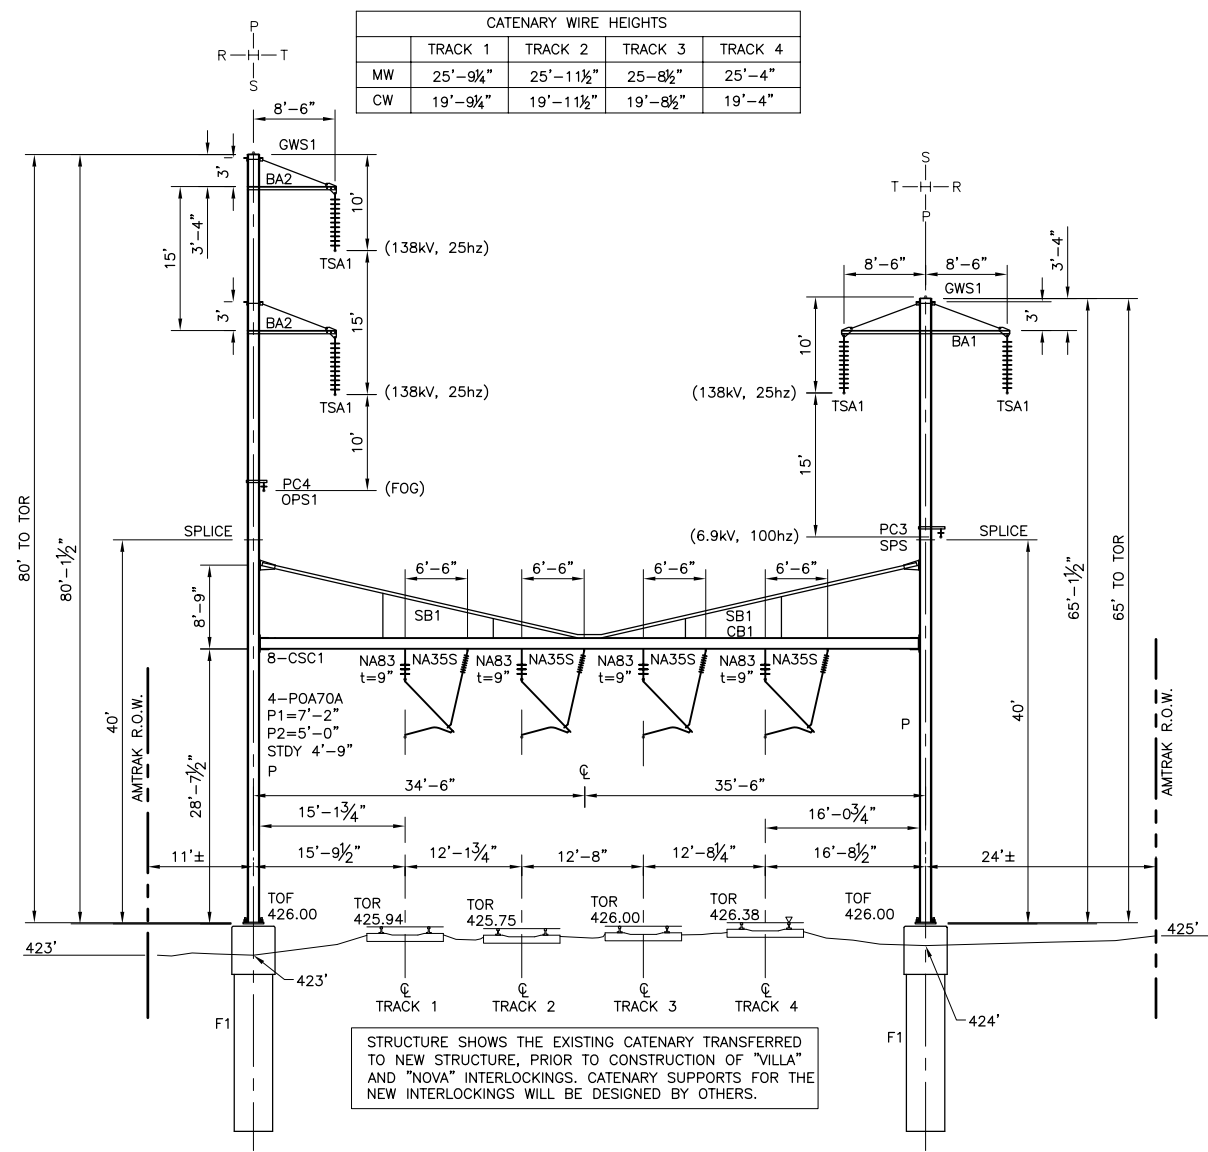 CATENARY WIRE HEIGHTS
TRACK 1 TRACK 2 TRACK 3 TRACK 4
MW 25'-9¼" 25'-11½" 25-8½" 25'-4"
CW 19'-9¼" 19'-11½" 19'-8½" 19'-4"
P
R H T
S
8'-6"
GWS1
3'
BA2
10'
3'-4"
15'
(138kV, 25hz)
TSA1
3'
BA2
15'
(138kV, 25hz)
TSA1
10'
PC4
OPS1
(FOG)
SPLICE
80' TO TOR
80'-1½"
40'
8'-9"
28'-7½"
S
T H R
P
8'-6" 8'-6"
3'-4"
GWS1
3'
10'
BA1
(138kV, 25hz)
TSA1 TSA1
15'
(6.9kV, 100hz)
PC3
SPS
SPLICE
65'-1½"
65' TO TOR
40'
6'-6" 6'-6" 6'-6" 6'-6"
SB1 SB1
CB1
8-CSC1
NA83 NA35S NA83 NA35S NA83 NA35S NA83 NA35S
t=9" t=9" t=9" t=9"
4-POA70A
P1=7'-2"
P2=5'-0"
STDY 4'-9"
P
P
AMTRAK R.O.W.
AMTRAK R.O.W.
℄
34'-6" 35'-6"
15'-1¾" 16'-0¾"
11'± 15'-9½" 12'-1¾" 12'-8" 12'-8¼" 16'-8½" 24'±
TOF
426.00
TOR
425.94
TOR
425.75
TOR
426.00
TOR
426.38
TOF
426.00
423'
425'
423'
424'
℄
TRACK 1
℄
TRACK 2
℄
TRACK 3
℄
TRACK 4
F1
F1
STRUCTURE SHOWS THE EXISTING CATENARY TRANSFERRED
TO NEW STRUCTURE, PRIOR TO CONSTRUCTION OF "VILLA"
AND "NOVA" INTERLOCKINGS. CATENARY SUPPORTS FOR THE
NEW INTERLOCKINGS WILL BE DESIGNED BY OTHERS.